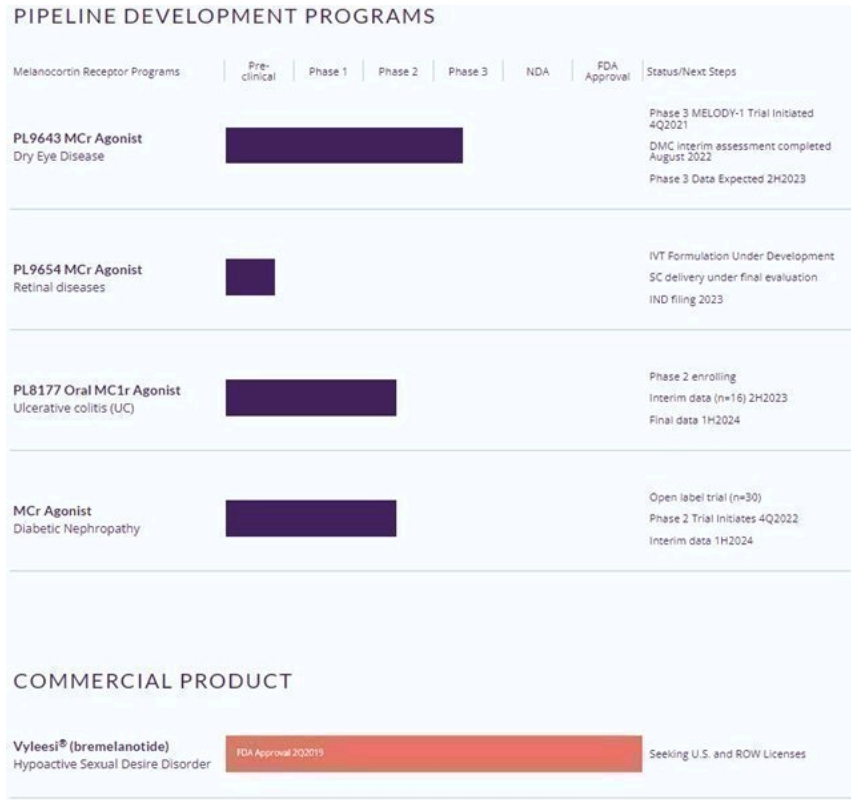 PIPELINE DEVELOPMENT PROGRAMS
Melanocortin Receptor Programs
Pre-
clinical
Phase 1
Phase 2
Phase 3
NDA
FDA
Approval
Status/Next Steps
PL9643 MCr Agonist
Dry Eye Disease
Phase 3 MELODY-1 Trial Initiated
4Q2021
DMC interim assessment completed
August 2022
Phase 3 Data Expected 2H2023
PL9654 MCr Agonist
Retinal diseases
IVT Formulation Under Development
SC delivery under final evaluation
IND filing 2023
PL8177 Oral MC1r Agonist
Ulcerative colitis (UC)
Phase 2 enrolling
Interim data (n=16) 2H2023
Final data 1H2024
MCr Agonist
Diabetic Nephropathy
Open label trial (n=30)
Phase 2 Trial Initiates 4Q2022
Interim data 1H2024
COMMERCIAL PRODUCT
Vyleesi® (bremelanotide)
Hypoactive Sexual Desire Disorder
FDA Approval 2Q2019
Seeking U.S. and ROW Licenses